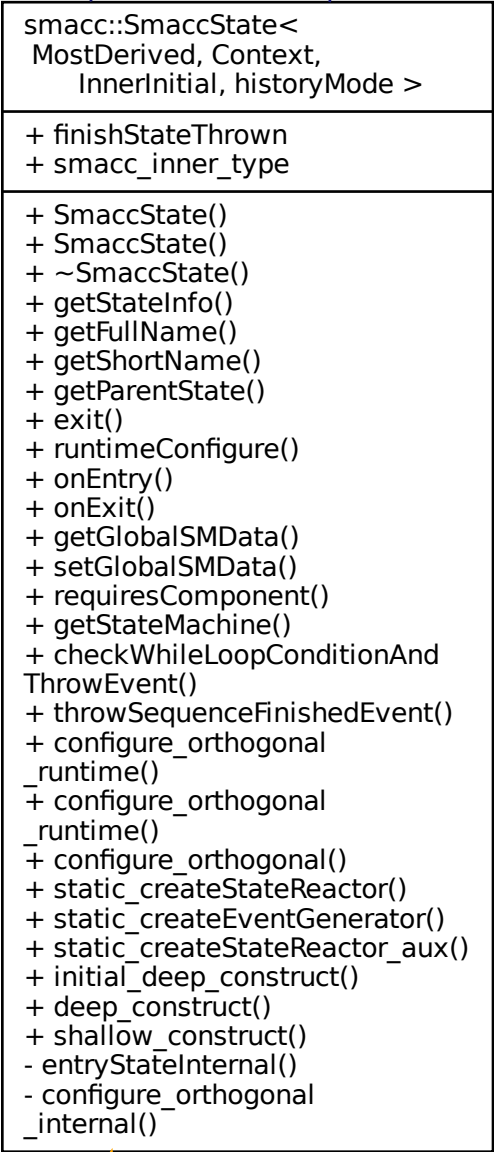 smacc::SmaccState<
MostDerived, Context,
InnerInitial, historyMode >
+ finishStateThrown
+ smacc_inner_type
+ SmaccState()
+ SmaccState()
+ ~SmaccState()
+ getStateInfo()
+ getFullName()
+ getShortName()
+ getParentState()
+ exit()
+ runtimeConfigure()
+ onEntry()
+ onExit()
+ getGlobalSMData()
+ setGlobalSMData()
+ requiresComponent()
+ getStateMachine()
+ checkWhileLoopConditionAnd
ThrowEvent()
+ throwSequenceFinishedEvent()
+ configure_orthogonal
_runtime()
+ configure_orthogonal
_runtime()
+ configure_orthogonal()
+ static_createStateReactor()
+ static_createEventGenerator()
+ static_createStateReactor_aux()
+ initial_deep_construct()
+ deep_construct()
+ shallow_construct()
- entryStateInternal()
- configure_orthogonal
_internal()